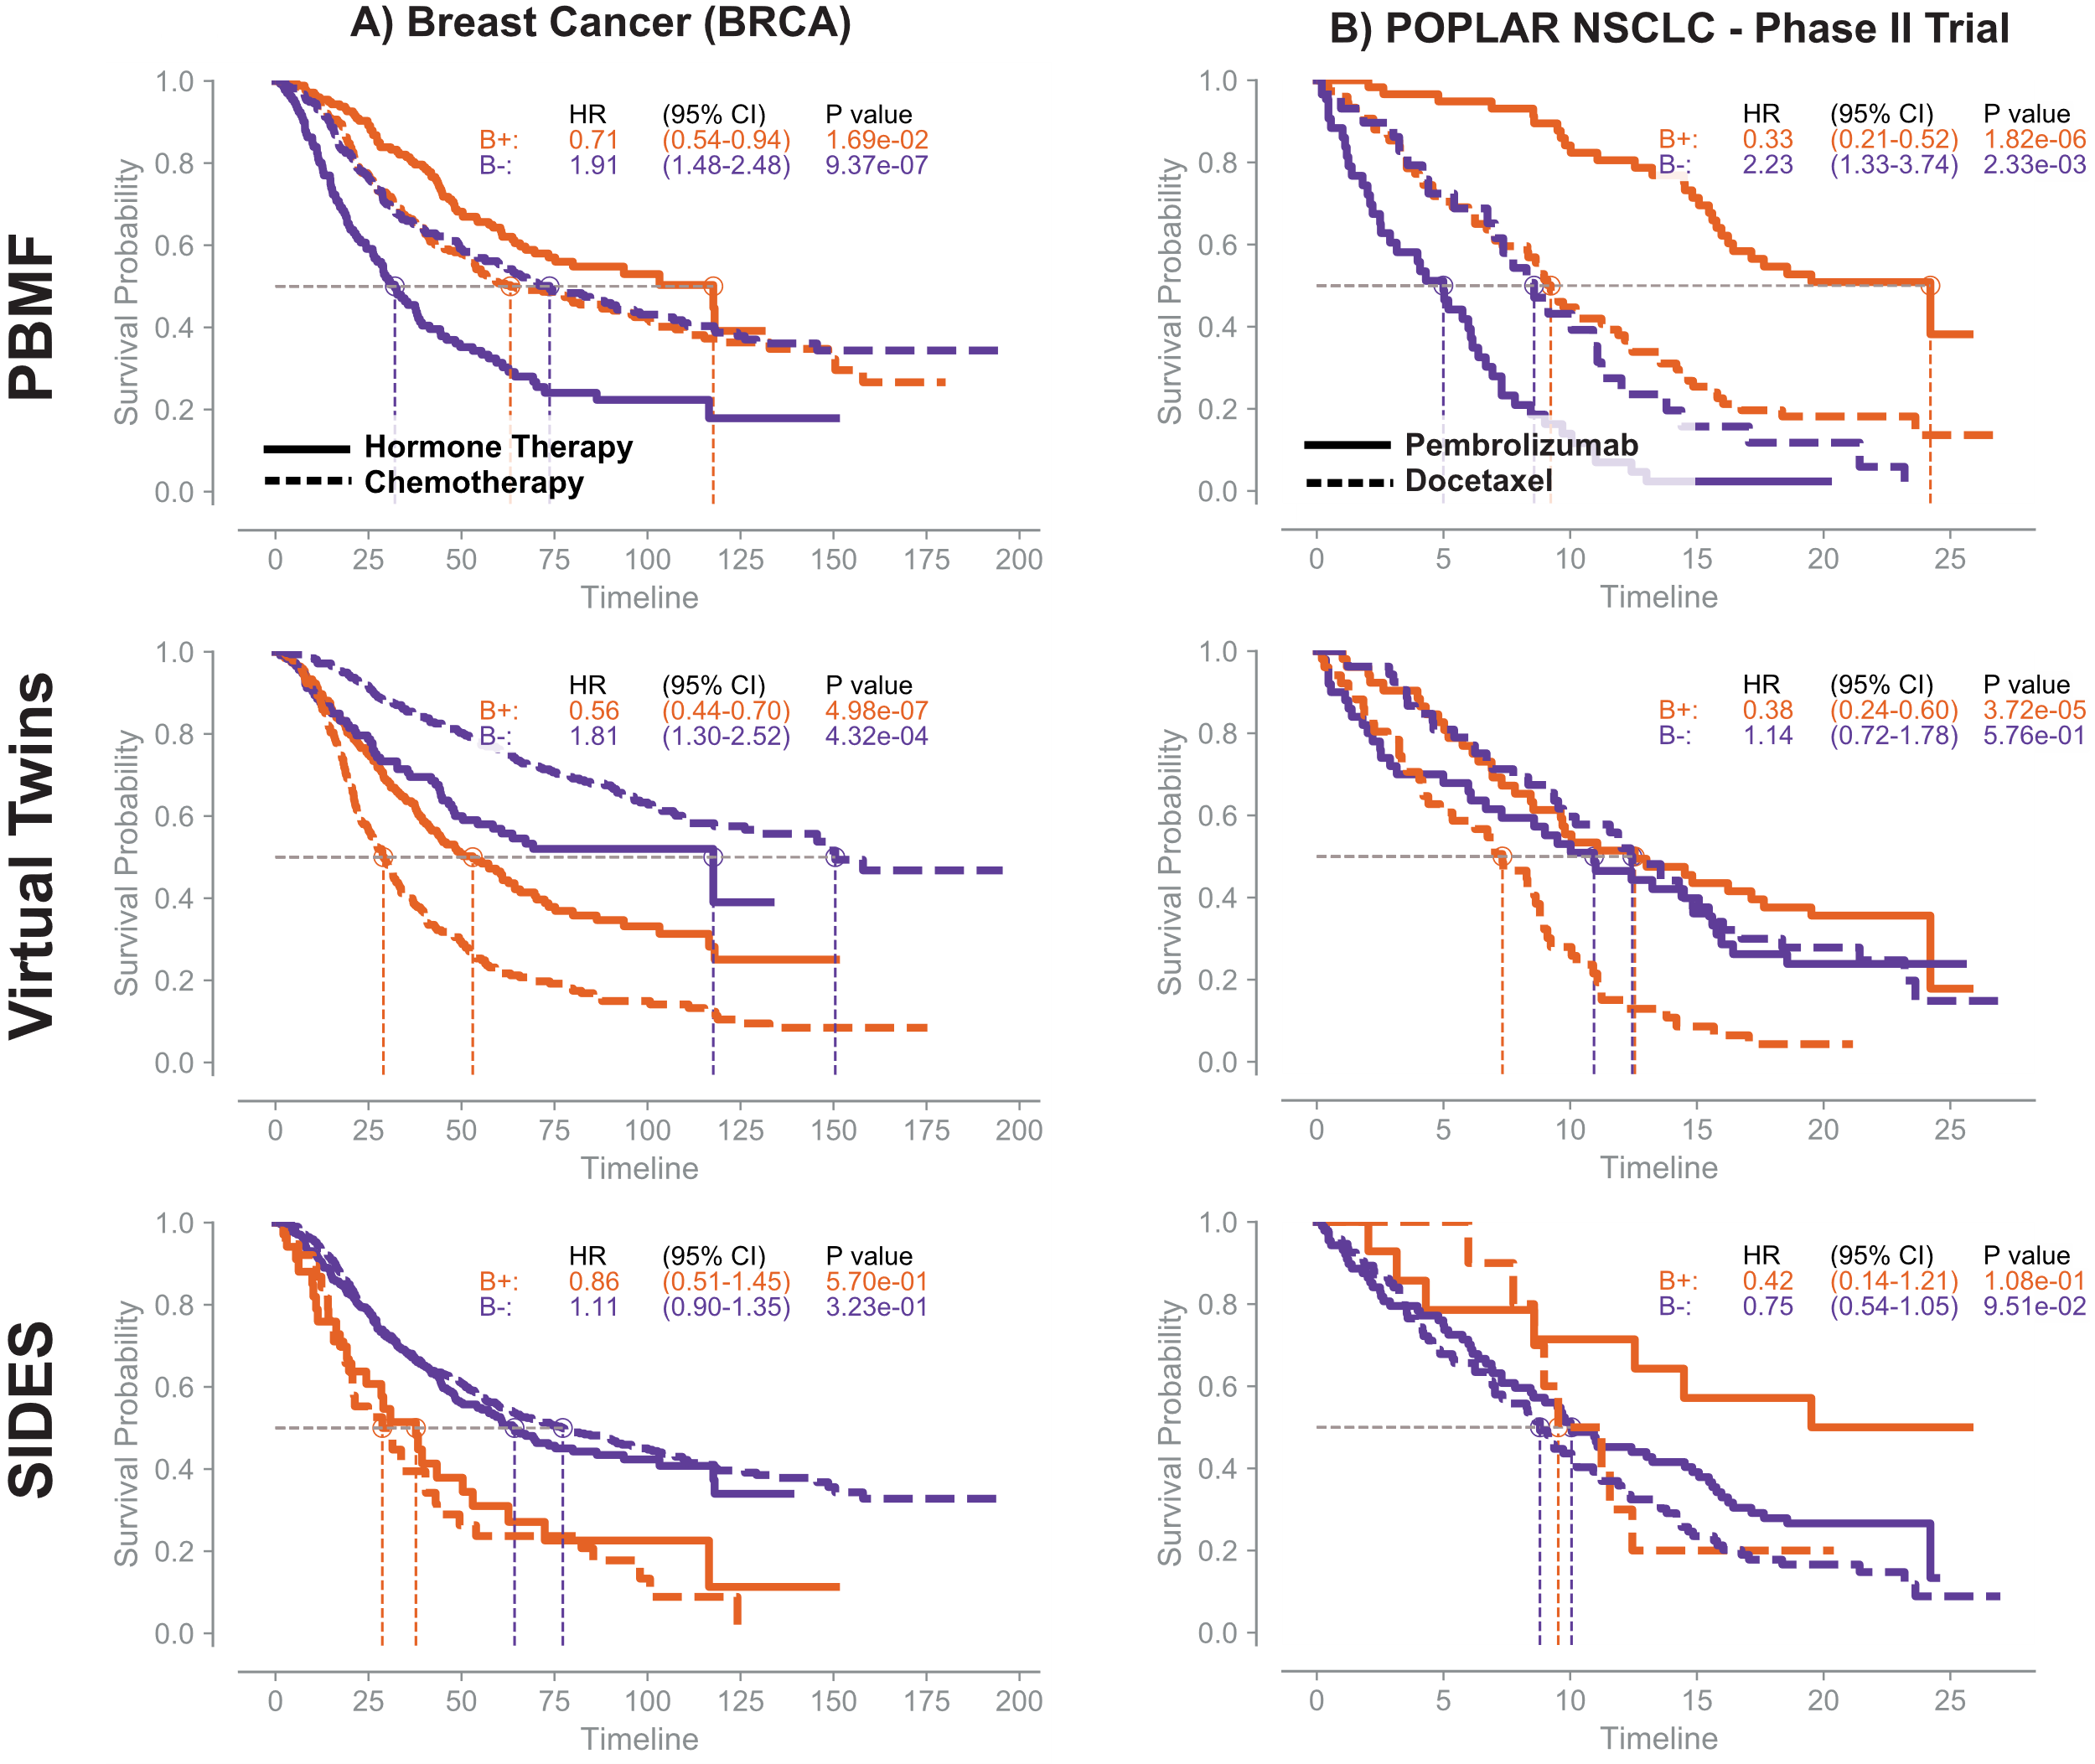 A) Breast Cancer (BRCA)
B) POPLAR NSCLC - Phase II Trial
PBMF
Survival Probability
1.0
0.8
0.6
0.4
0.2
0.0
HR (95% CI) P value
B+: 0.71 (0.54-0.94) 1.69e-02
B-: 1.91 (1.48-2.48) 9.37e-07
Hormone Therapy
Chemotherapy
0 25 50 75 100 125 150 175 200
Timeline
Survival Probability
1.0
0.8
0.6
0.4
0.2
0.0
HR (95% CI) P value
B+: 0.33 (0.21-0.52) 1.82e-06
B-: 2.23 (1.33-3.74) 2.33e-03
Pembrolizumab
Docetaxel
0 5 10 15 20 25
Timeline
Virtual Twins
Survival Probability
1.0
0.8
0.6
0.4
0.2
0.0
HR (95% CI) P value
B+: 0.56 (0.44-0.70) 4.98e-07
B-: 1.81 (1.30-2.52) 4.32e-04
0 25 50 75 100 125 150 175 200
Timeline
Survival Probability
1.0
0.8
0.6
0.4
0.2
0.0
HR (95% CI) P value
B+: 0.38 (0.24-0.60) 3.72e-05
B-: 1.14 (0.72-1.78) 5.76e-01
0 5 10 15 20 25
Timeline
SIDES
Survival Probability
1.0
0.8
0.6
0.4
0.2
0.0
HR (95% CI) P value
B+: 0.86 (0.51-1.45) 5.70e-01
B-: 1.11 (0.90-1.35) 3.23e-01
0 25 50 75 100 125 150 175 200
Timeline
Survival Probability
1.0
0.8
0.6
0.4
0.2
0.0
HR (95% CI) P value
B+: 0.42 (0.14-1.21) 1.08e-01
B-: 0.75 (0.54-1.05) 9.51e-02
0 5 10 15 20 25
Timeline